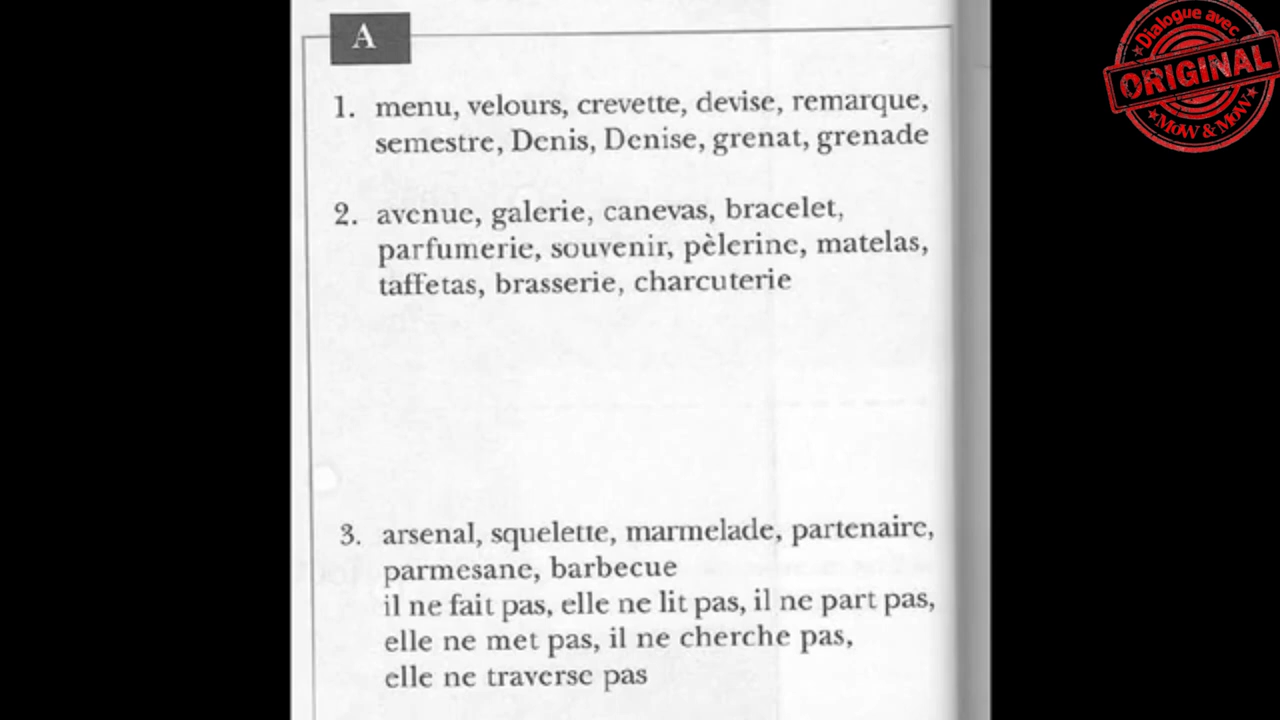 A
1. menu, velours, crevette, devise, remarque,
semestre, Denis, Denise, grenat, grenade
2. avenue, galerie, canevas, bracelet,
parfumerie, souvenir, pèlerine, matelas,
taffetas, brasserie, charcuterie
3. arsenal, squelette, marmelade, partenaire,
parmesane, barbecue
il ne fait pas, elle ne lit pas, il ne part pas,
elle ne met pas, il ne cherche pas,
elle ne traverse pas
Dialogue avec
ORIGINAL
MoW & MoW